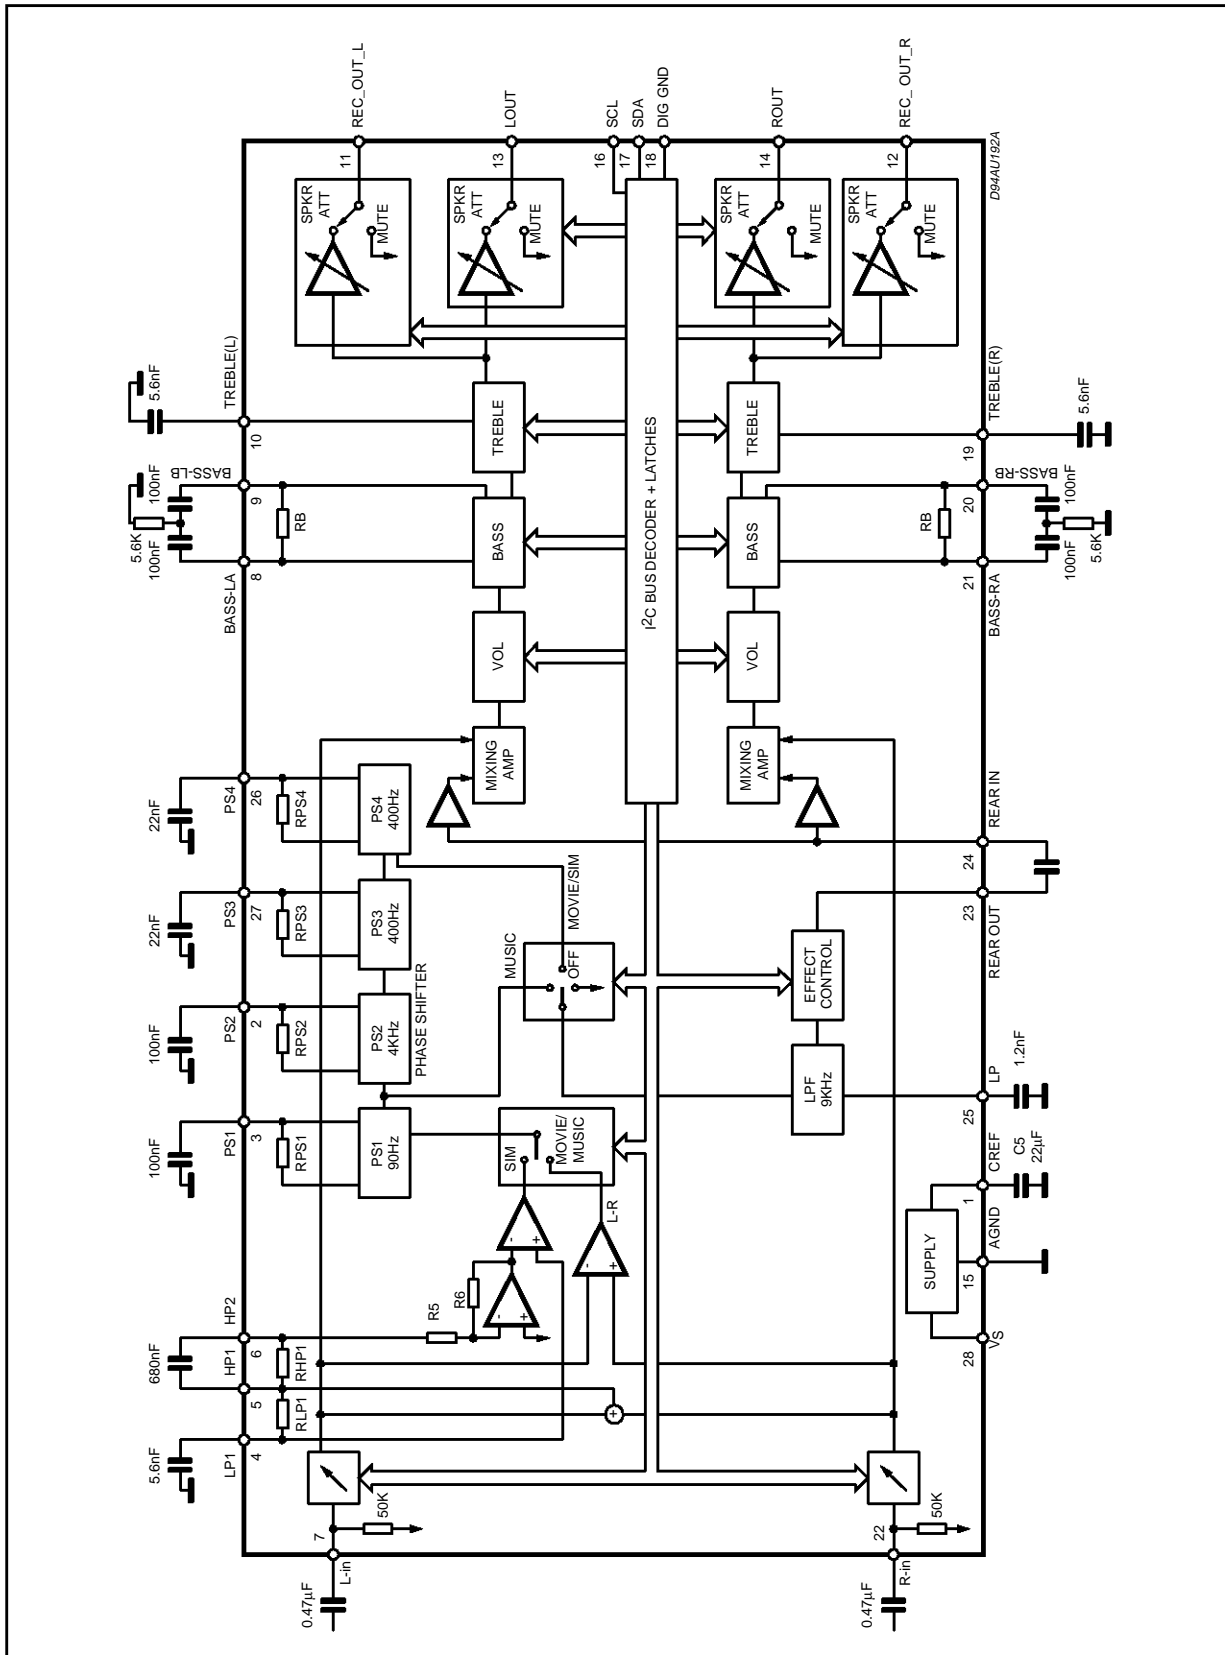 0.47µF
L-in
7
50K
5.6nF
LP1
4
RLP1
5
HP1
680nF
RHP1
6
HP2
R5
R6
-
+
-
+
-
+
L-R
+
SIM
MOVIE/
MUSIC
100nF
PS1
3
RPS1
PS1
90Hz
100nF
PS2
2
RPS2
PS2
4KHz
PHASE SHIFTER
22nF
PS3
27
RPS3
PS3
400Hz
22nF
PS4
26
RPS4
PS4
400Hz
MUSIC
OFF
MOVIE/SIM
MIXING
AMP
VOL
BASS
TREBLE
BASS-LA
8
100nF
5.6K
100nF
BASS-LB
9
RB
5.6nF
TREBLE(L)
10
SPKR
ATT
MUTE
11
REC_OUT_L
SPKR
ATT
MUTE
13
LOUT
I2C BUS DECODER + LATCHES
16
SCL
17
SDA
18
DIG GND
SPKR
ATT
MUTE
14
ROUT
SPKR
ATT
MUTE
12
REC_ OUT_R
MIXING
AMP
VOL
BASS
TREBLE
RB
LPF
9KHz
EFFECT
CONTROL
SUPPLY
0.47µF
R-in
22
50K
28
VS
15
AGND
1
CREF
C5
22µF
25
LP
1.2nF
23
REAR OUT
24
REAR IN
21
BASS-RA
100nF
5.6K
100nF
20
BASS-RB
19
TREBLE(R)
5.6nF
D94AU192A